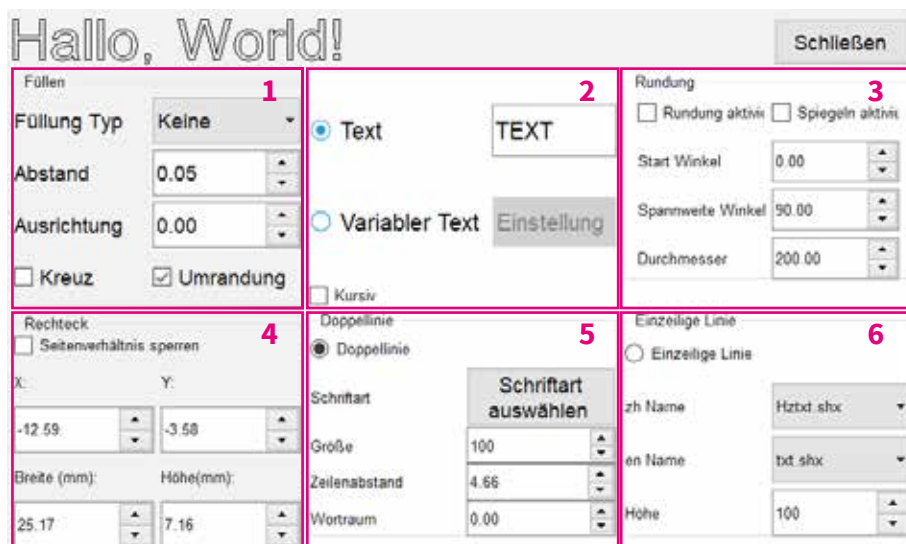 Hallo, World!
Schließen
Füllen
1
Füllung Typ Keine
Abstand 0.05
Ausrichtung 0.00
Kreuz Umrandung
2
Text TEXT
Variabler Text Einstellung
Kursiv
Rundung
3
Rundung aktivi Spiegeln aktivi
Start Winkel 0.00
Spannweite Winkel 90.00
Durchmesser 200.00
Rechteck
4
Seitenverhältnis sperren
X: Y:
-12.59 -3.58
Breite (mm): Höhe(mm):
25.17 7.16
Doppellinie
5
Doppellinie
Schriftart Schriftart
auswählen
Größe 100
Zeilenabstand 4.66
Wortraum 0.00
Einzeilige Linie
6
Einzeilige Linie
zh Name Hztxt.shx
en Name txt.shx
Höhe 100